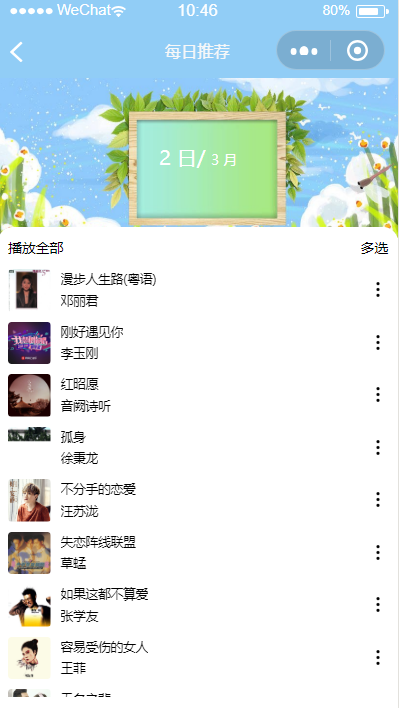 WeChat 10:46 80%
每日推荐
2 日/ 3 月
播放全部 多选
漫步人生路(粤语)
邓丽君
刚好遇见你
李玉刚
红昭愿
音阙诗听
孤身
徐秉龙
不分手的恋爱
汪苏泷
失恋阵线联盟
草蜢
如果这都不算爱
张学友
容易受伤的女人
王菲